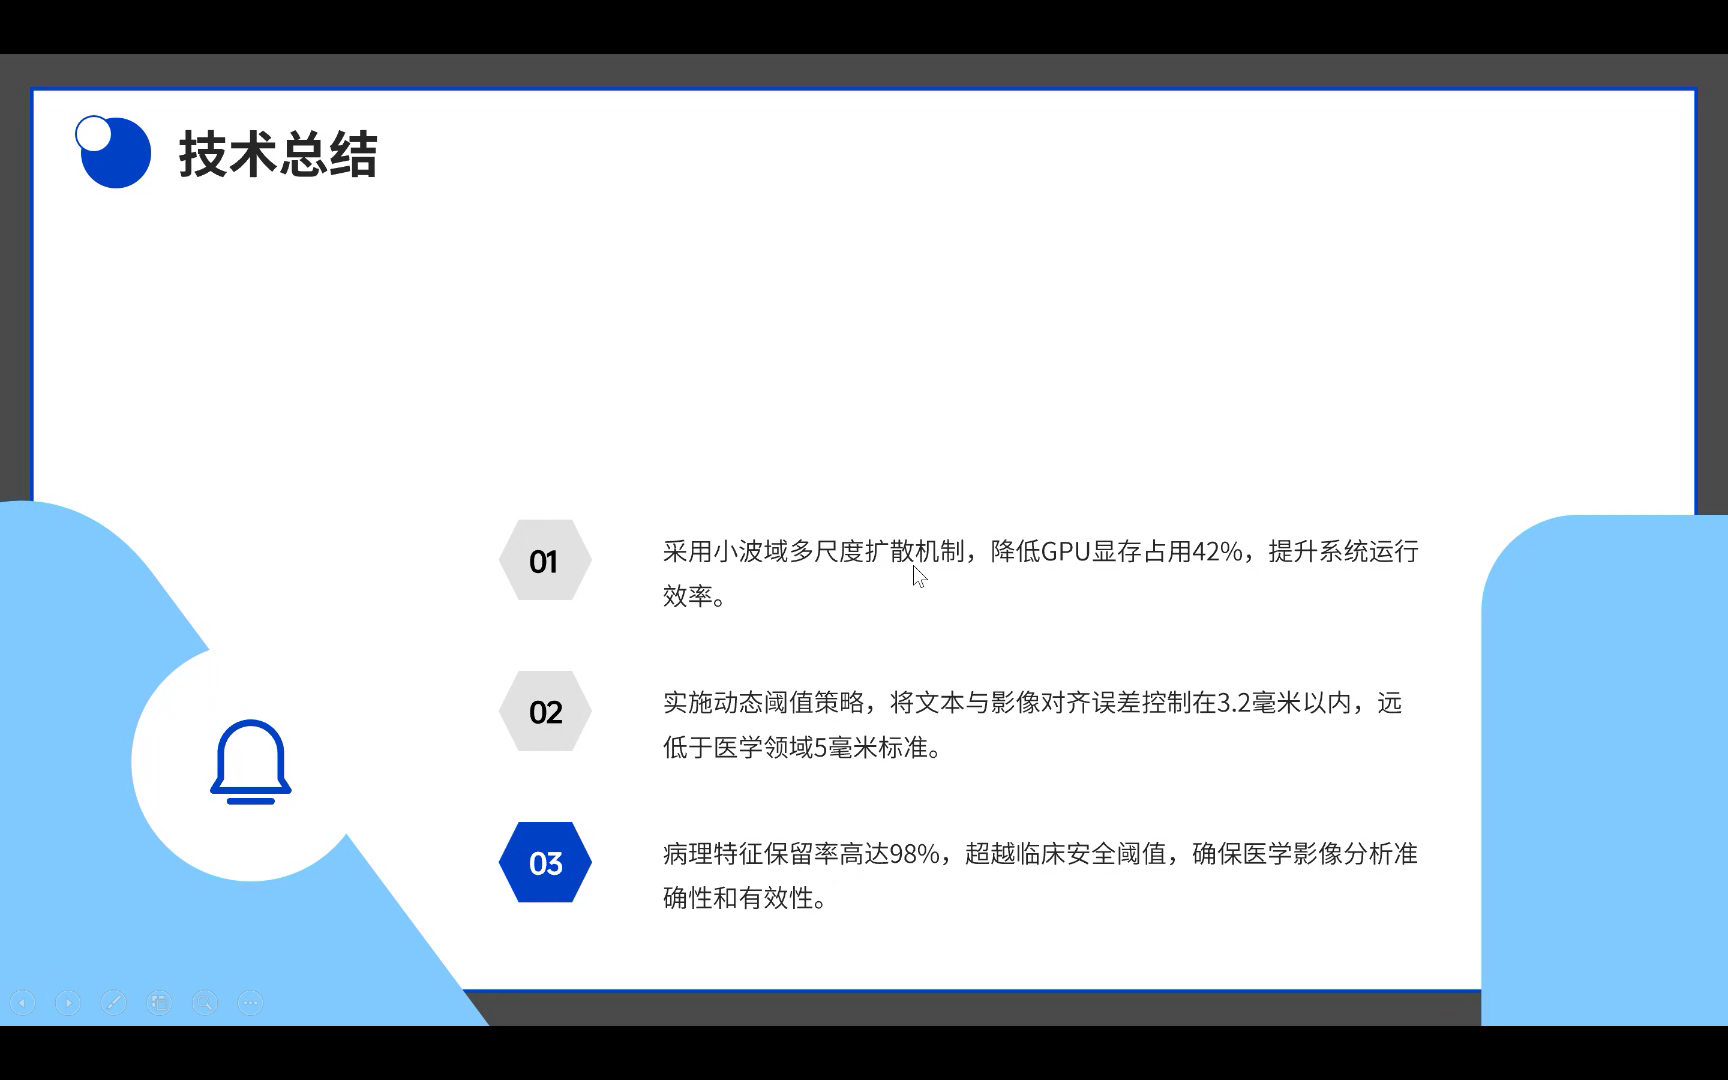 技术总结
01
采用小波域多尺度扩散机制，降低GPU显存占用42%，提升系统运行
效率。
02
实施动态阈值策略，将文本与影像对齐误差控制在3.2毫米以内，远
低于医学领域5毫米标准。
03
病理特征保留率高达98%，超越临床安全阈值，确保医学影像分析准
确性和有效性。